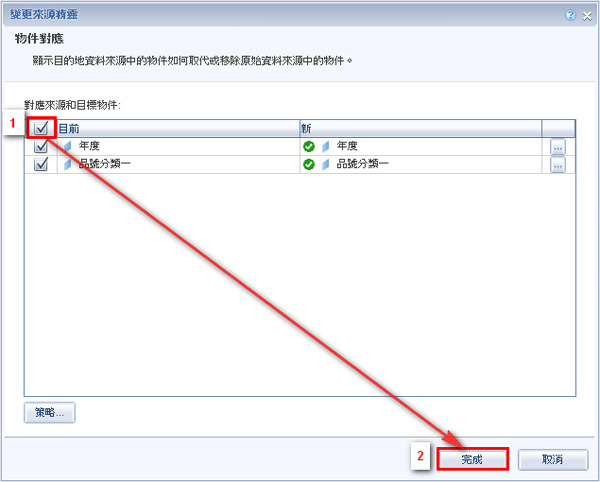 變更來源精靈
物件對應
顯示目的地資料來源中的物件如何取代或移除原始資料來源中的物件。
對應來源和目標物件:
1
目前 新
年度 年度 ...
品號分類一 品號分類一 ...
策略...
2 完成 取消